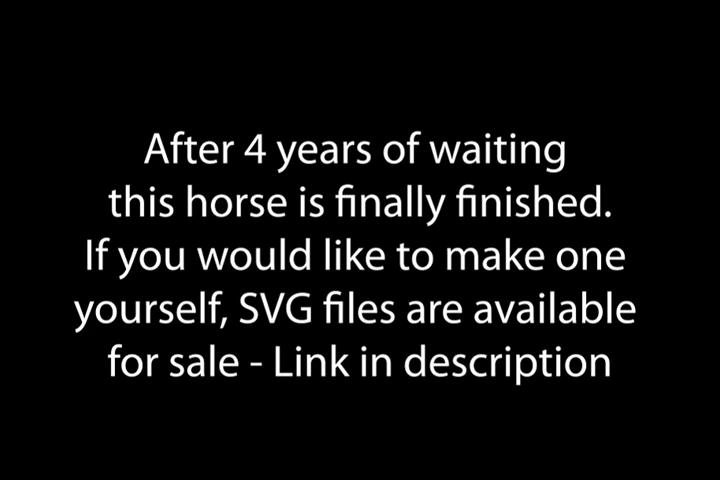 After 4 years of waiting
this horse is finally finished.
If you would like to make one
yourself, SVG files are available
for sale - Link in description